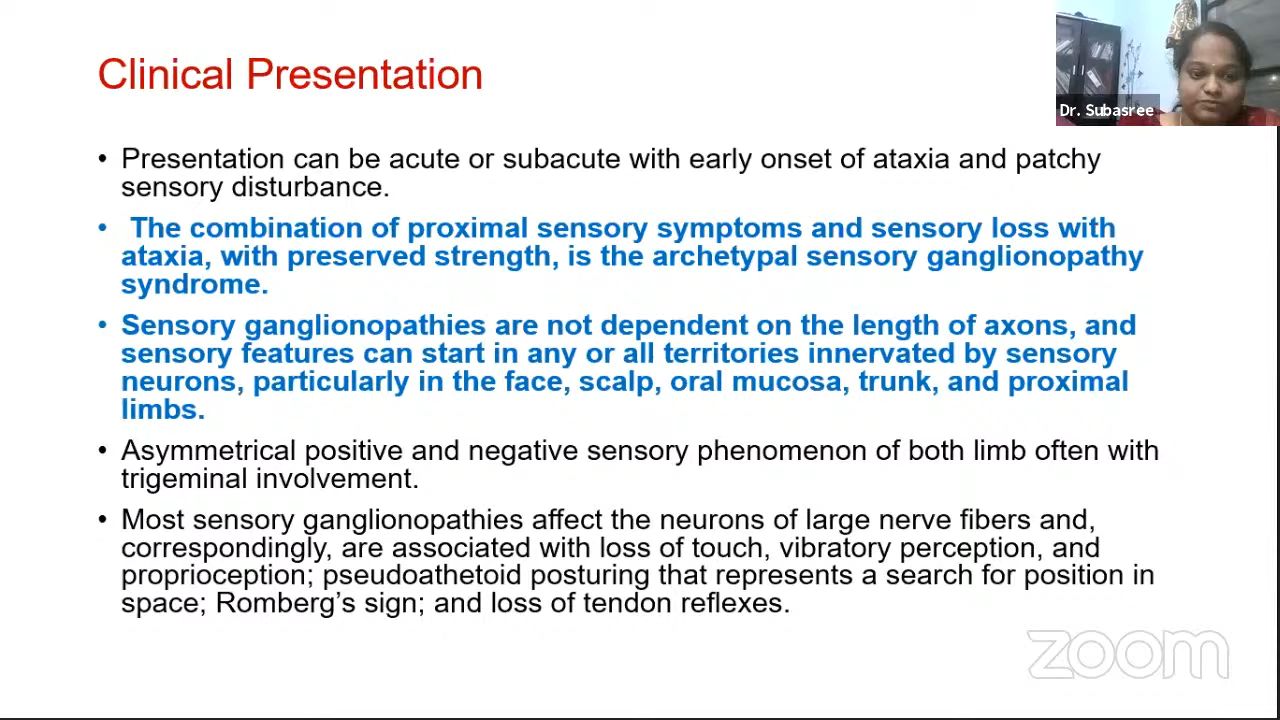 Clinical Presentation
Dr. Subasree
• Presentation can be acute or subacute with early onset of ataxia and patchy
sensory disturbance.
• The combination of proximal sensory symptoms and sensory loss with
ataxia, with preserved strength, is the archetypal sensory ganglionopathy
syndrome.
• Sensory ganglionopathies are not dependent on the length of axons, and
sensory features can start in any or all territories innervated by sensory
neurons, particularly in the face, scalp, oral mucosa, trunk, and proximal
limbs.
• Asymmetrical positive and negative sensory phenomenon of both limb often with
trigeminal involvement.
• Most sensory ganglionopathies affect the neurons of large nerve fibers and,
correspondingly, are associated with loss of touch, vibratory perception, and
proprioception; pseudoathetoid posturing that represents a search for position in
space; Romberg’s sign; and loss of tendon reflexes.
zoom